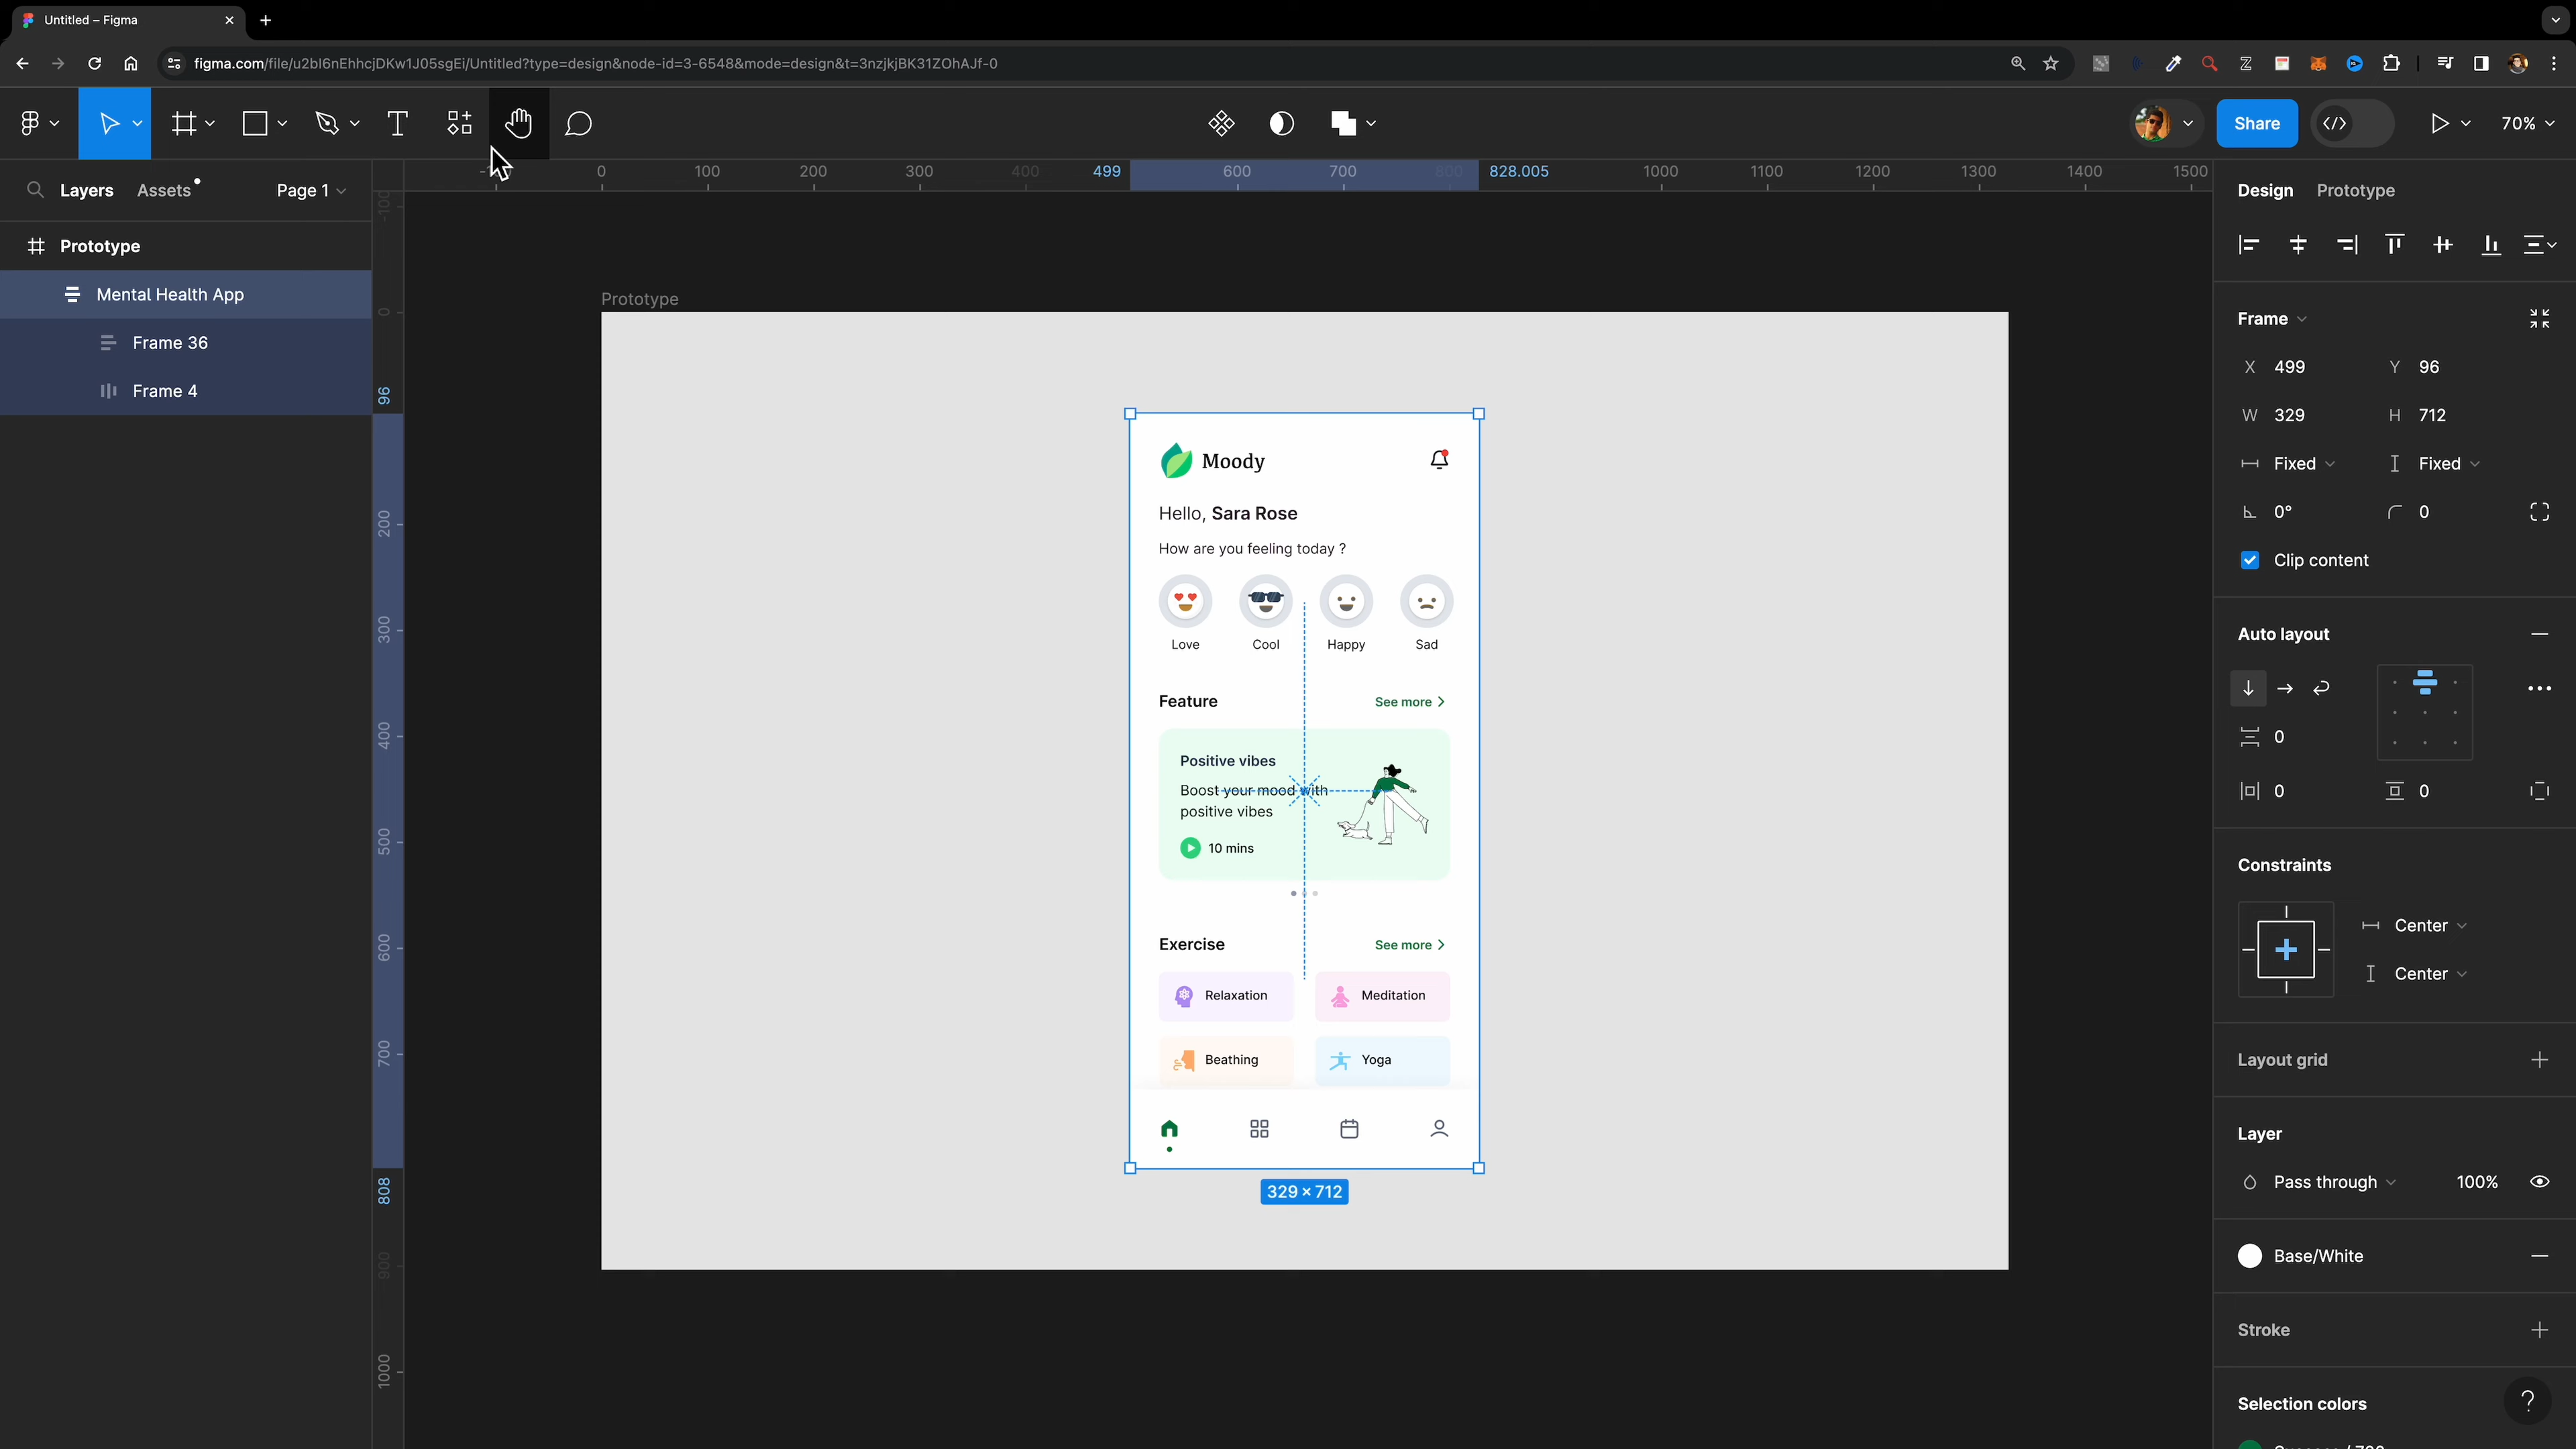 Untitled – Figma
figma.com/file/u2bl6nEhhcjDKw1J05sgEi/Untitled?type=design&node-id=3-6548&mode=design&t=3nzjkjBK31ZOhAJf-0
Share
70%
Layers
Assets
Page 1
0
100
200
300
400
499
600
700
828.005
1000
1100
1200
1300
1400
1500
Design
Prototype
Prototype
Mental Health App
Frame 36
Frame 4
-100
0
96
200
300
400
500
600
700
808
900
1000
Prototype
Moody
Hello, Sara Rose
How are you feeling today ?
Love
Cool
Happy
Sad
Feature
See more
Positive vibes
Boost your mood with
positive vibes
10 mins
Exercise
See more
Relaxation
Meditation
Beathing
Yoga
329 × 712
Frame
X 499
Y 96
W 329
H 712
Fixed
Fixed
0°
0
Clip content
Auto layout
0
0
0
Constraints
Center
Center
Layout grid
Layer
Pass through
100%
Base/White
Stroke
Selection colors
?